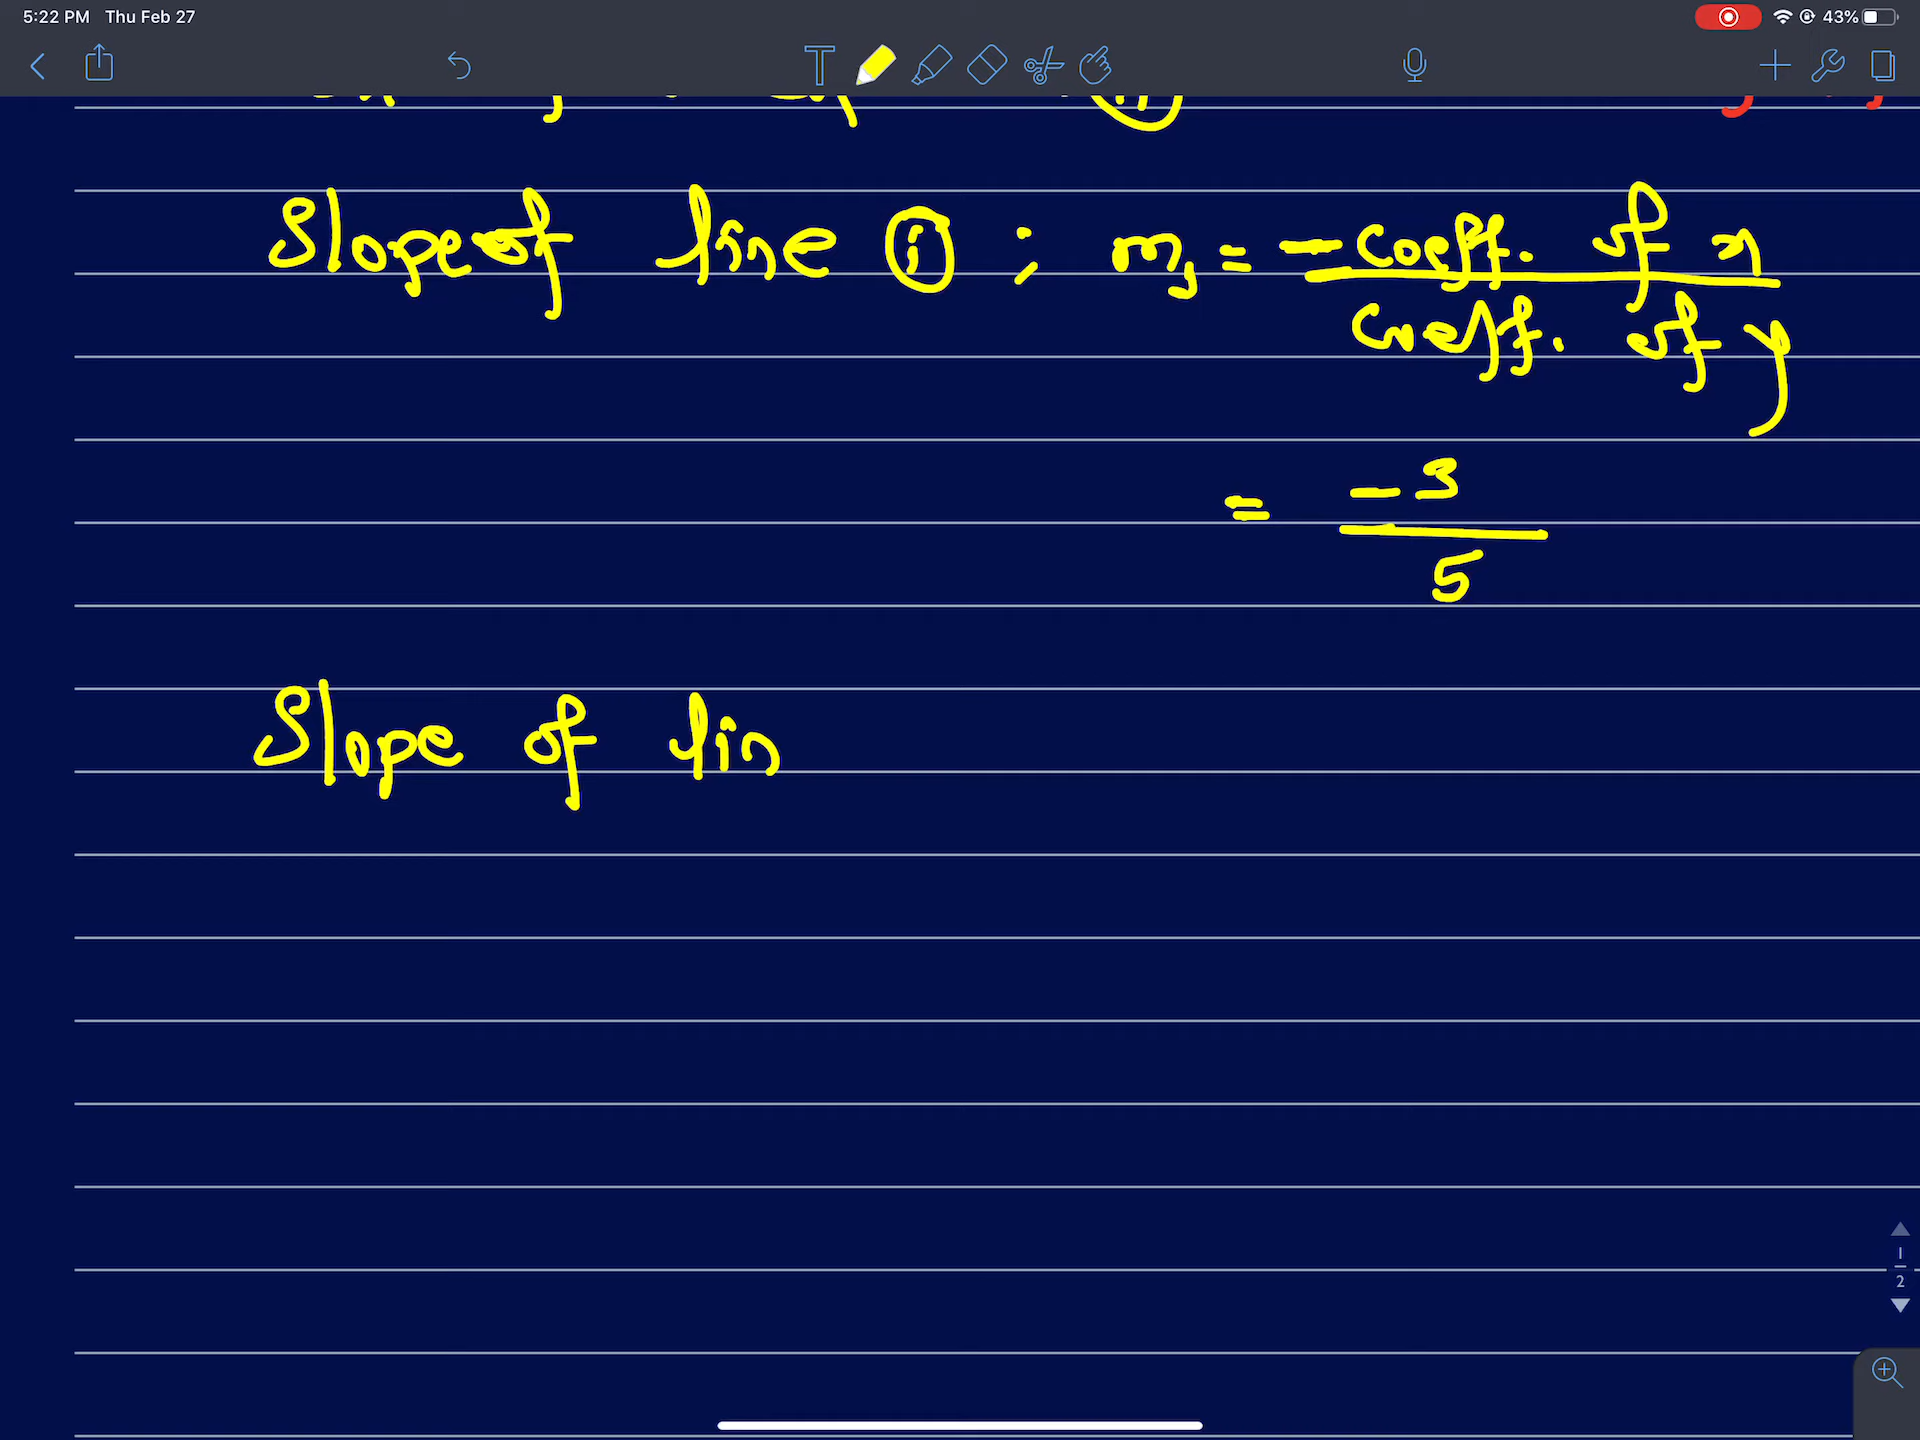 5:22 PM Thu Feb 27
43%
T
Slope of line (i) ; m₁ = -Coeff. of x
Coeff. of y
= -3
5
Slope of lin
1
2